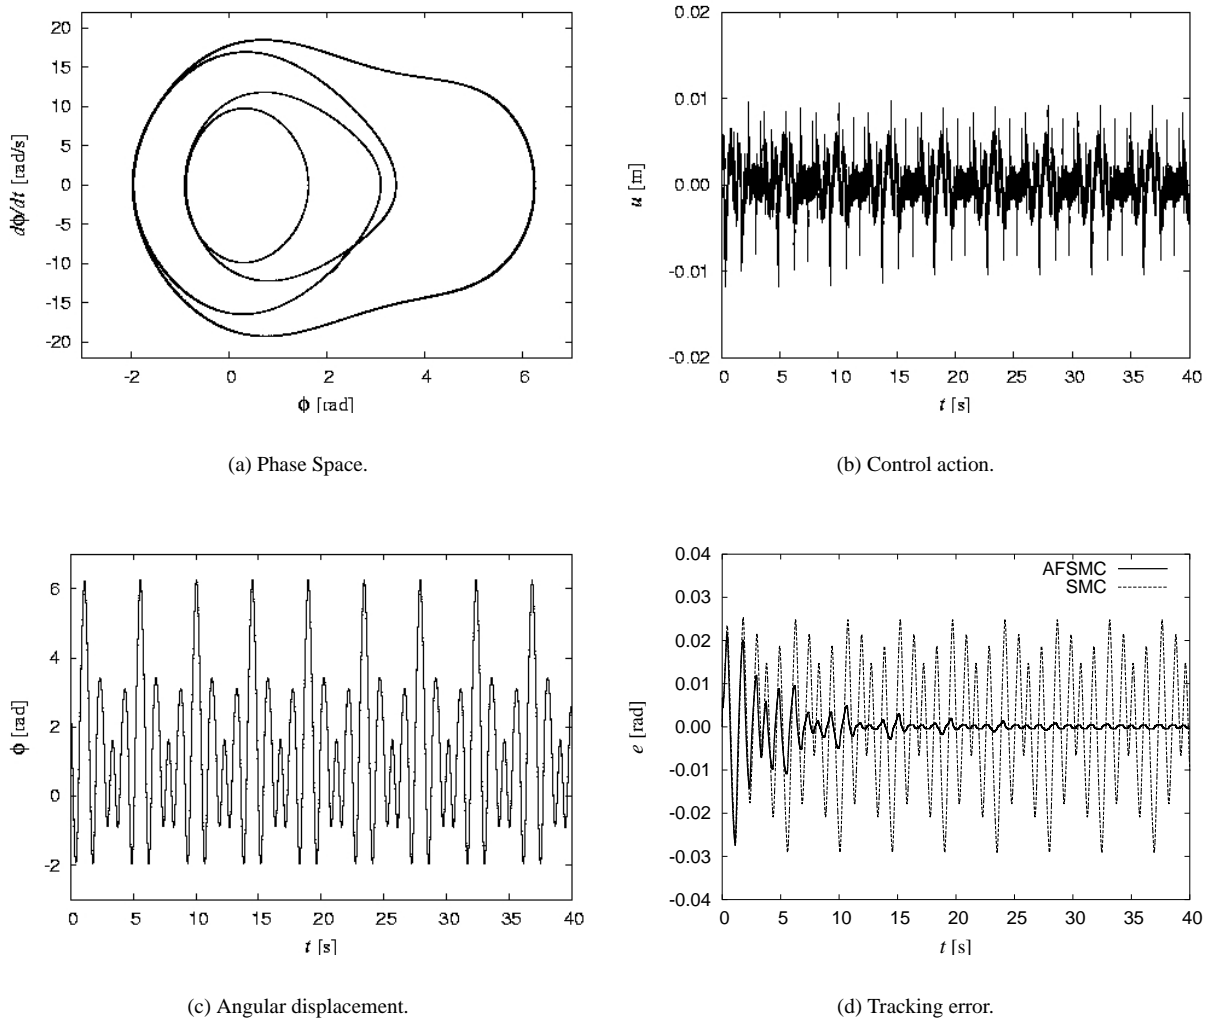 20
15
10
5
0
-5
-10
-15
-20
dϕ/dt [rad/s]
-2 0 2 4 6
ϕ [rad]
(a) Phase Space.
0.02
0.01
0.00
-0.01
-0.02
u [m]
0 5 10 15 20 25 30 35 40
t [s]
(b) Control action.
6
4
2
0
-2
ϕ [rad]
0 5 10 15 20 25 30 35 40
t [s]
(c) Angular displacement.
0.04
0.03
0.02
0.01
0.00
-0.01
-0.02
-0.03
-0.04
e [rad]
AFSMC
SMC
0 5 10 15 20 25 30 35 40
t [s]
(d) Tracking error.